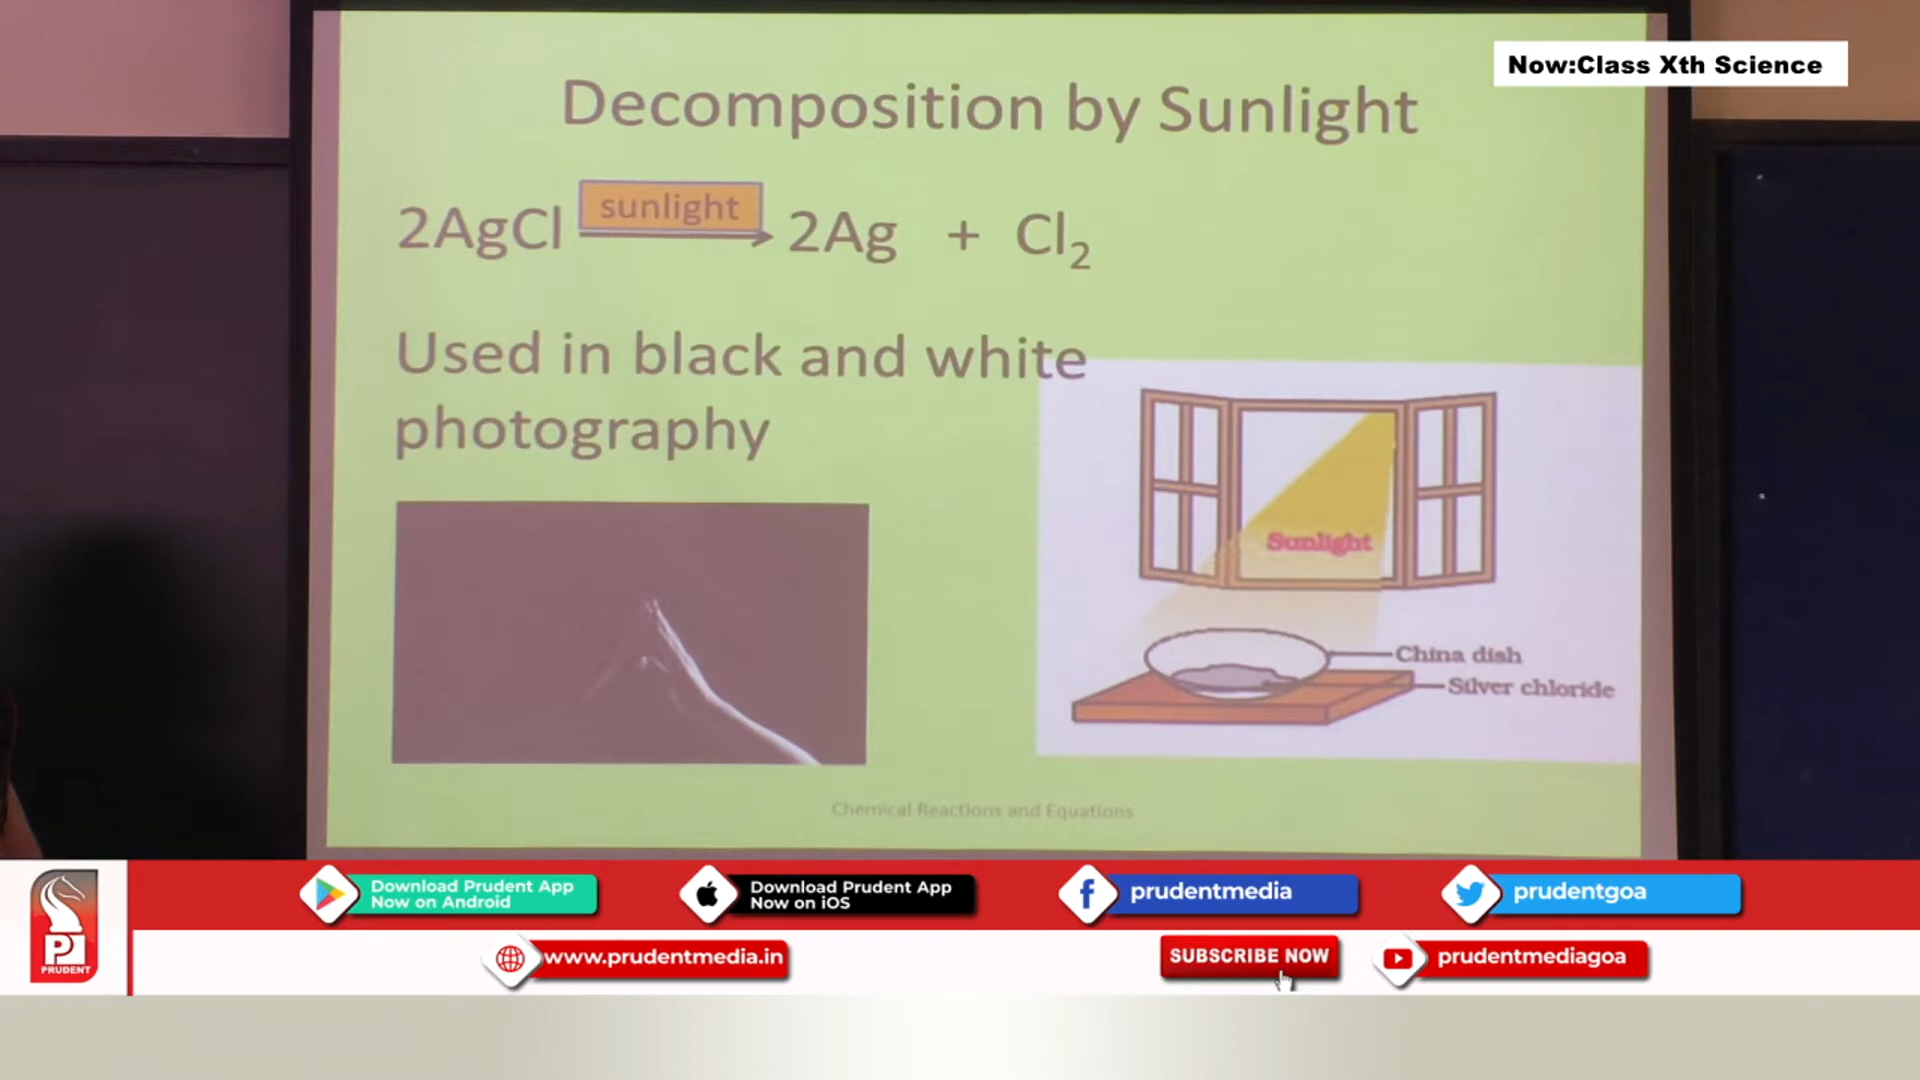 Now:Class Xth Science
Decomposition by Sunlight
2AgCl sunlight 2Ag + Cl₂
Used in black and white
photography
Sunlight
China dish
Silver chloride
Chemical Reactions and Equations
Download Prudent App
Now on Android
Download Prudent App
Now on iOS
prudentmedia
prudentgoa
PRUDENT
www.prudentmedia.in
SUBSCRIBE NOW
prudentmediagoa